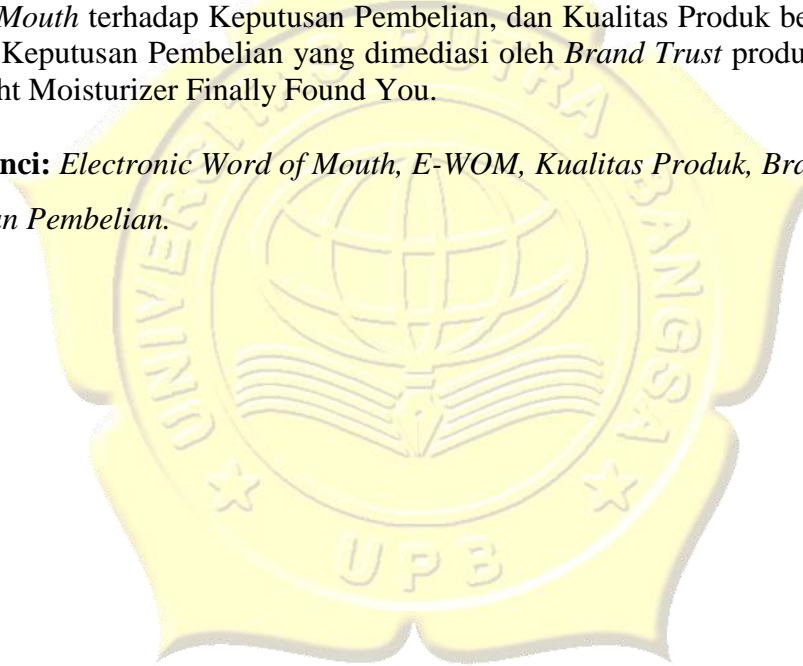 Mouth terhadap Keputusan Pembelian, dan Kualitas Produk be
Keputusan Pembelian yang dimediasi oleh Brand Trust produ
ht Moisturizer Finally Found You.
nci: Electronic Word of Mouth, E-WOM, Kualitas Produk, Bra
an Pembelian.
UNIVERSITAS PUTRA BANGSA
UPB